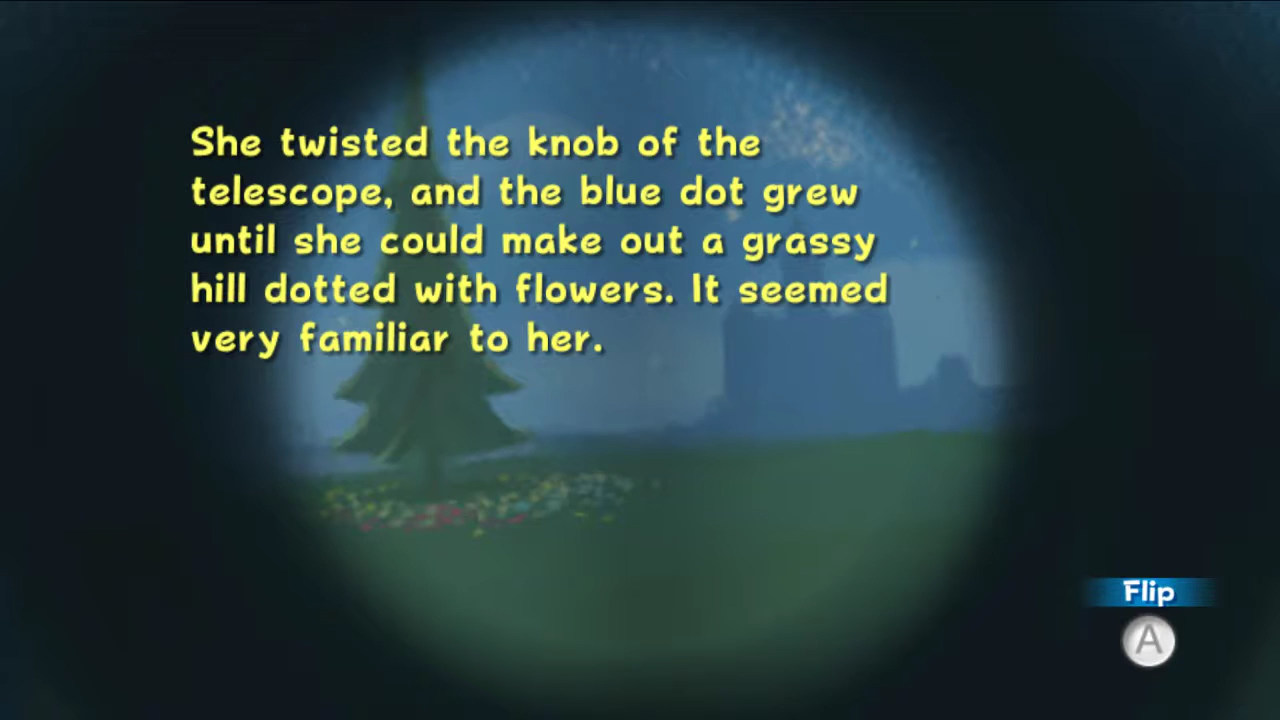 She twisted the knob of the
telescope, and the blue dot grew
until she could make out a grassy
hill dotted with flowers. It seemed
very familiar to her.
Flip
A